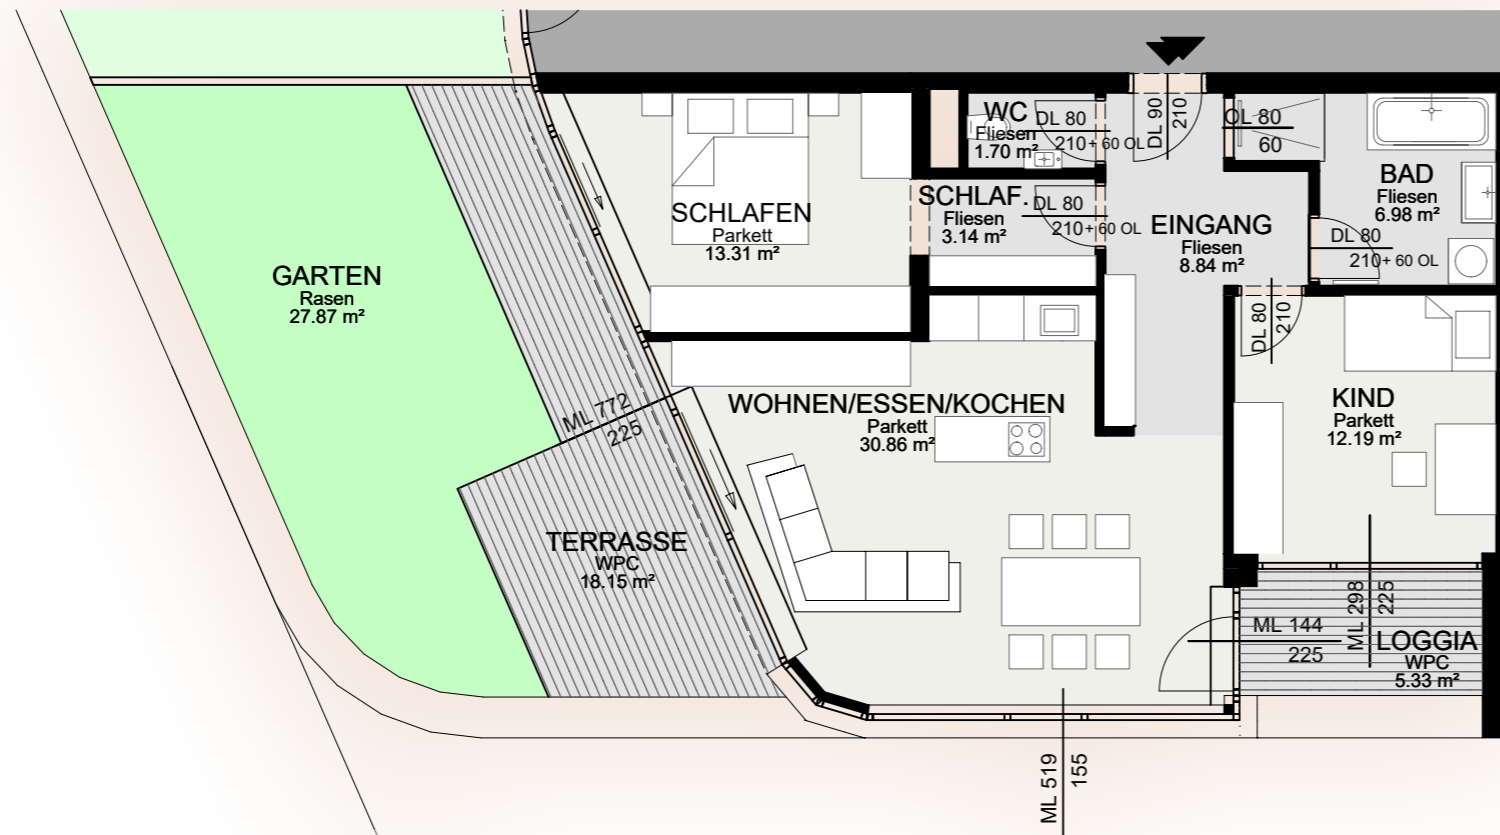 WC
Fliesen
1.70 m²
DL 80
210+ 60 OL
DL 90
210
OL 80
60
BAD
Fliesen
6.98 m²
SCHLAFEN
Parkett
13.31 m²
SCHLAF.
Fliesen
3.14 m²
DL 80
210+ 60 OL
EINGANG
Fliesen
8.84 m²
DL 80
210+ 60 OL
GARTEN
Rasen
27.87 m²
DL 80
210
ML 772
225
WOHNEN/ESSEN/KOCHEN
Parkett
30.86 m²
KIND
Parkett
12.19 m²
TERRASSE
WPC
18.15 m²
ML 298
225
ML 144
225
LOGGIA
WPC
5.33 m²
ML 519
155